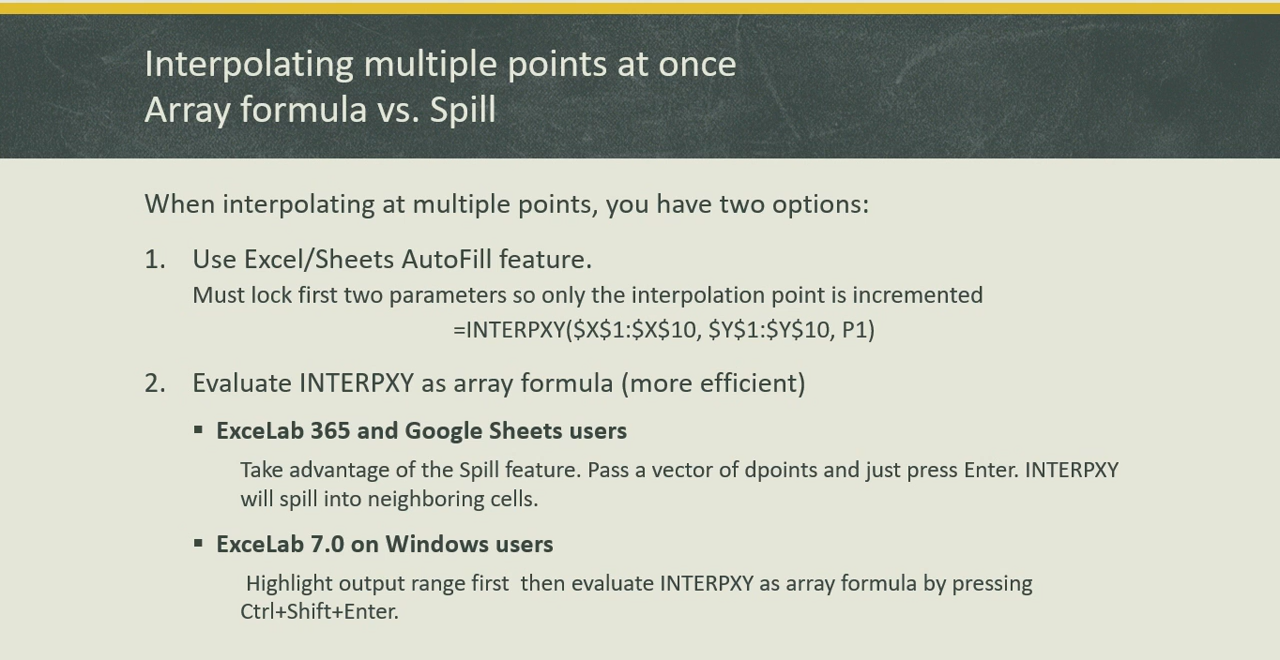 Interpolating multiple points at once
Array formula vs. Spill
When interpolating at multiple points, you have two options:
1. Use Excel/Sheets AutoFill feature.
Must lock first two parameters so only the interpolation point is incremented
=INTERPXY($X$1:$X$10, $Y$1:$Y$10, P1)
2. Evaluate INTERPXY as array formula (more efficient)
▪ ExceLab 365 and Google Sheets users
Take advantage of the Spill feature. Pass a vector of dpoints and just press Enter. INTERPXY
will spill into neighboring cells.
▪ ExceLab 7.0 on Windows users
Highlight output range first then evaluate INTERPXY as array formula by pressing
Ctrl+Shift+Enter.